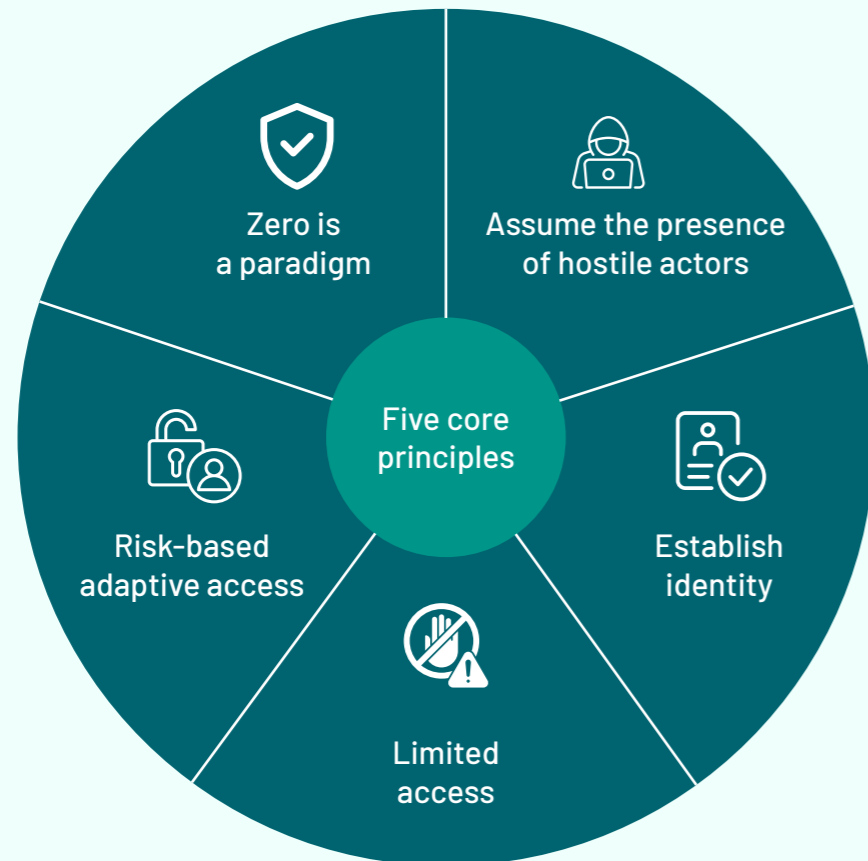 Zero is
a paradigm
Assume the presence
of hostile actors
Five core
principles
Risk-based
adaptive access
Establish
identity
Limited
access